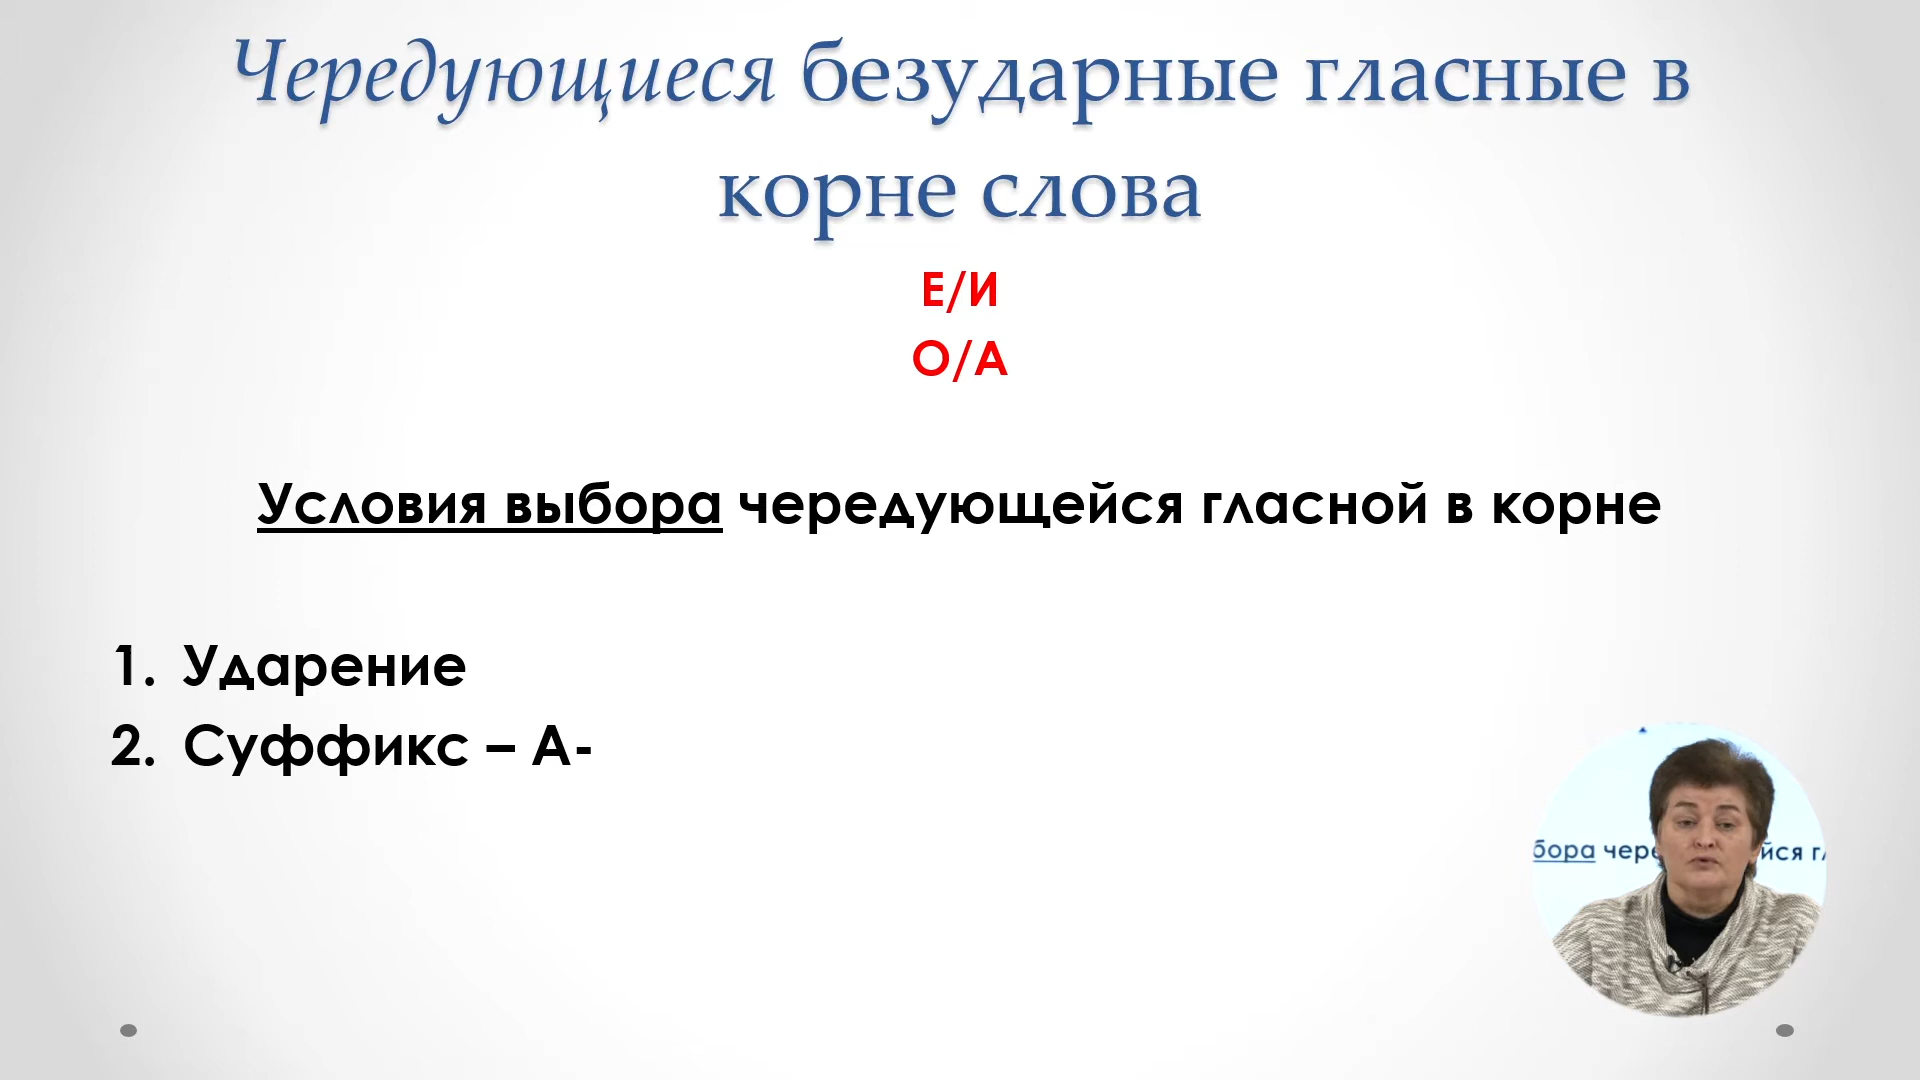 Чередующиеся безударные гласные в
корне слова
Е/И
О/А
Условия выбора чередующейся гласной в корне
1. Ударение
2. Суффикс – А-
бора чере йся гл